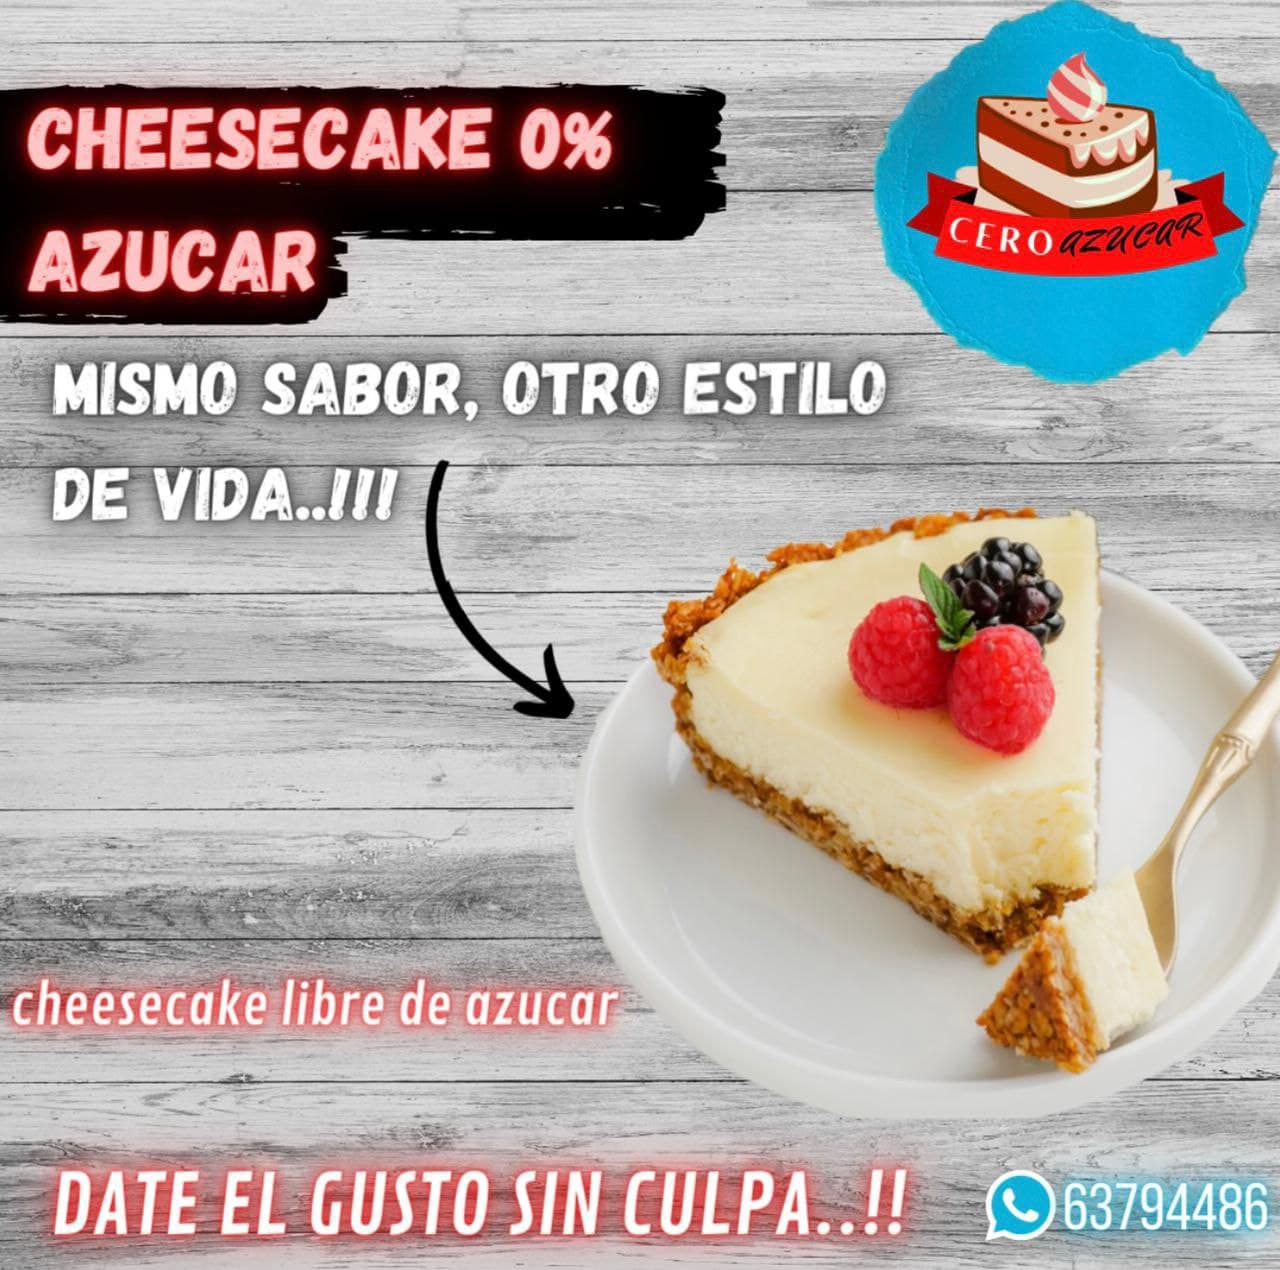 CHEESECAKE 0%
AZUCAR
CERO AZUCAR
MISMO SABOR, OTRO ESTILO
DE VIDA..!!!
cheesecake libre de azucar
DATE EL GUSTO SIN CULPA..!!
63794486